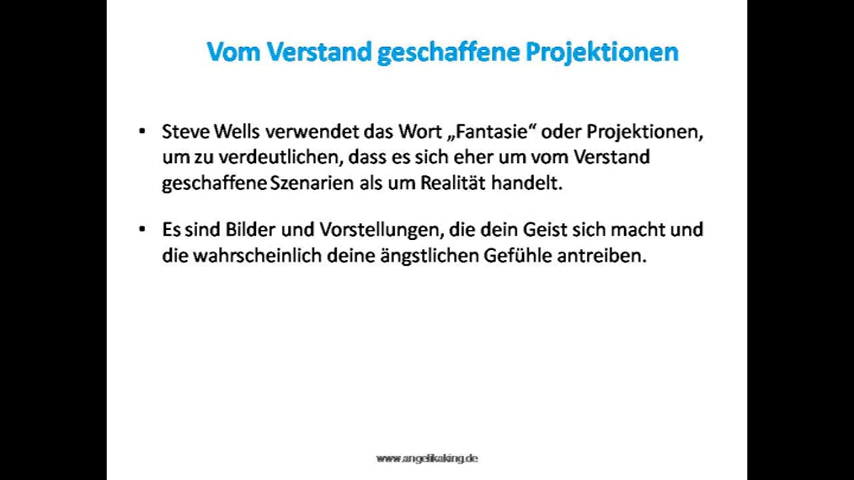 Vom Verstand geschaffene Projektionen
• Steve Wells verwendet das Wort „Fantasie“ oder Projektionen,
um zu verdeutlichen, dass es sich eher um vom Verstand
geschaffene Szenarien als um Realität handelt.
• Es sind Bilder und Vorstellungen, die dein Geist sich macht und
die wahrscheinlich deine ängstlichen Gefühle antreiben.
www.angelikaking.de